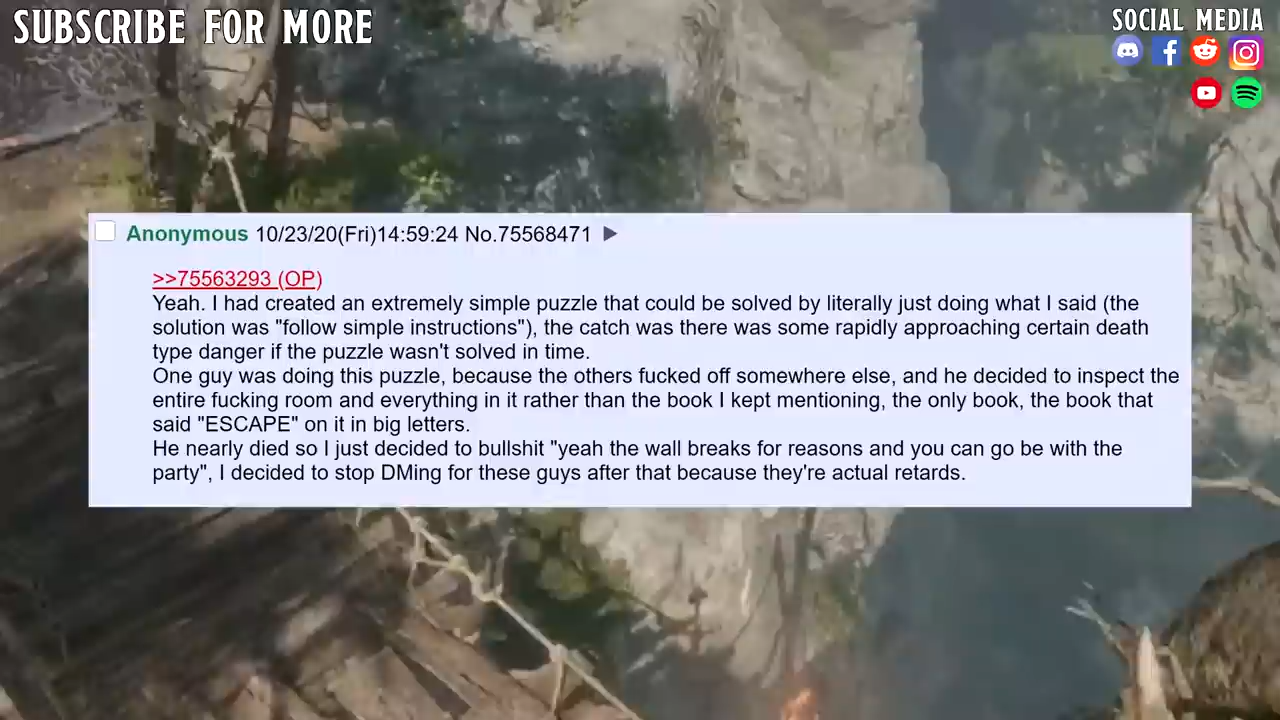 SUBSCRIBE FOR MORE
SOCIAL MEDIA
Anonymous 10/23/20(Fri)14:59:24 No.75568471 ▶
>>75563293 (OP)
Yeah. I had created an extremely simple puzzle that could be solved by literally just doing what I said (the
solution was "follow simple instructions"), the catch was there was some rapidly approaching certain death
type danger if the puzzle wasn't solved in time.
One guy was doing this puzzle, because the others fucked off somewhere else, and he decided to inspect the
entire fucking room and everything in it rather than the book I kept mentioning, the only book, the book that
said "ESCAPE" on it in big letters.
He nearly died so I just decided to bullshit "yeah the wall breaks for reasons and you can go be with the
party", I decided to stop DMing for these guys after that because they're actual retards.